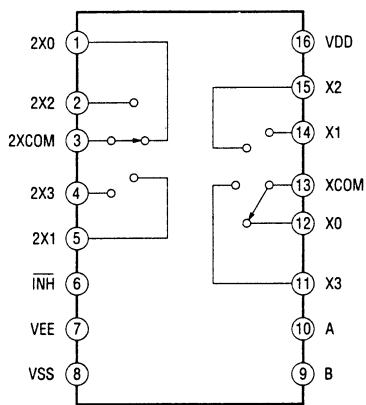 2X0 1
2X2 2
2XCOM 3
2X3 4
2X1 5
INH 6
VEE 7
VSS 8
16 VDD
15 X2
14 X1
13 XCOM
12 X0
11 X3
10 A
9 B